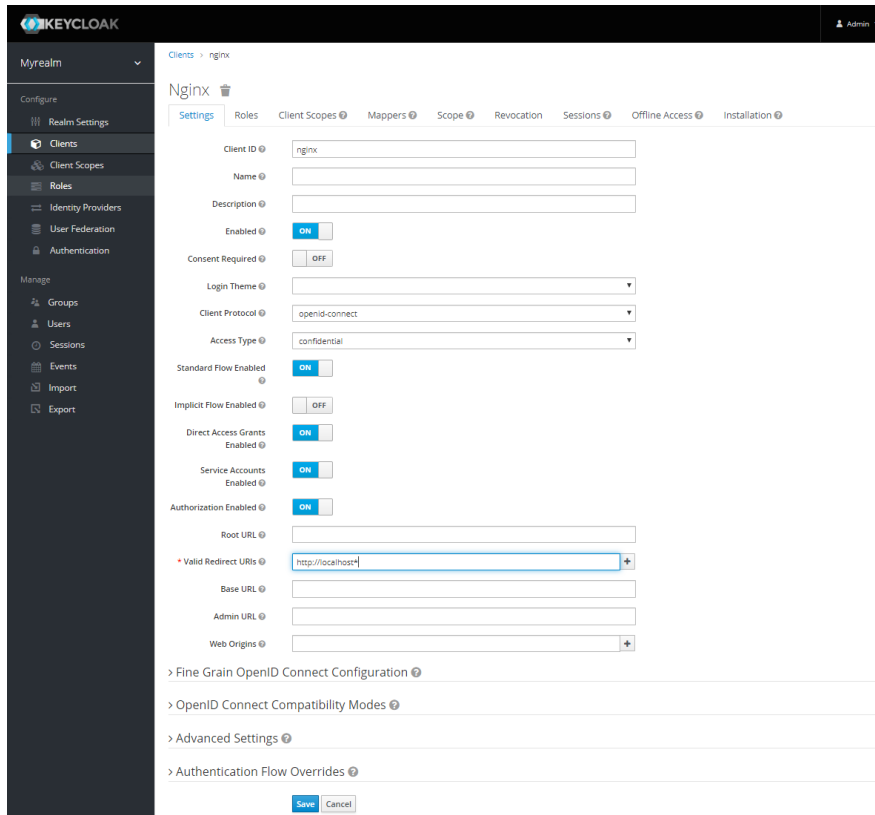 KEYCLOAK
Admin
Myrealm
Configure
Realm Settings
Clients
Client Scopes
Roles
Identity Providers
User Federation
Authentication
Manage
Groups
Users
Sessions
Events
Import
Export
Clients > nginx
Nginx
Settings Roles Client Scopes Mappers Scope Revocation Sessions Offline Access Installation
Client ID nginx
Name
Description
Enabled ON
Consent Required OFF
Login Theme
Client Protocol openid-connect
Access Type confidential
Standard Flow Enabled ON
Implicit Flow Enabled OFF
Direct Access Grants
Enabled ON
Service Accounts
Enabled ON
Authorization Enabled ON
Root URL
* Valid Redirect URIs http://localhost*
Base URL
Admin URL
Web Origins
> Fine Grain OpenID Connect Configuration
> OpenID Connect Compatibility Modes
> Advanced Settings
> Authentication Flow Overrides
Save Cancel